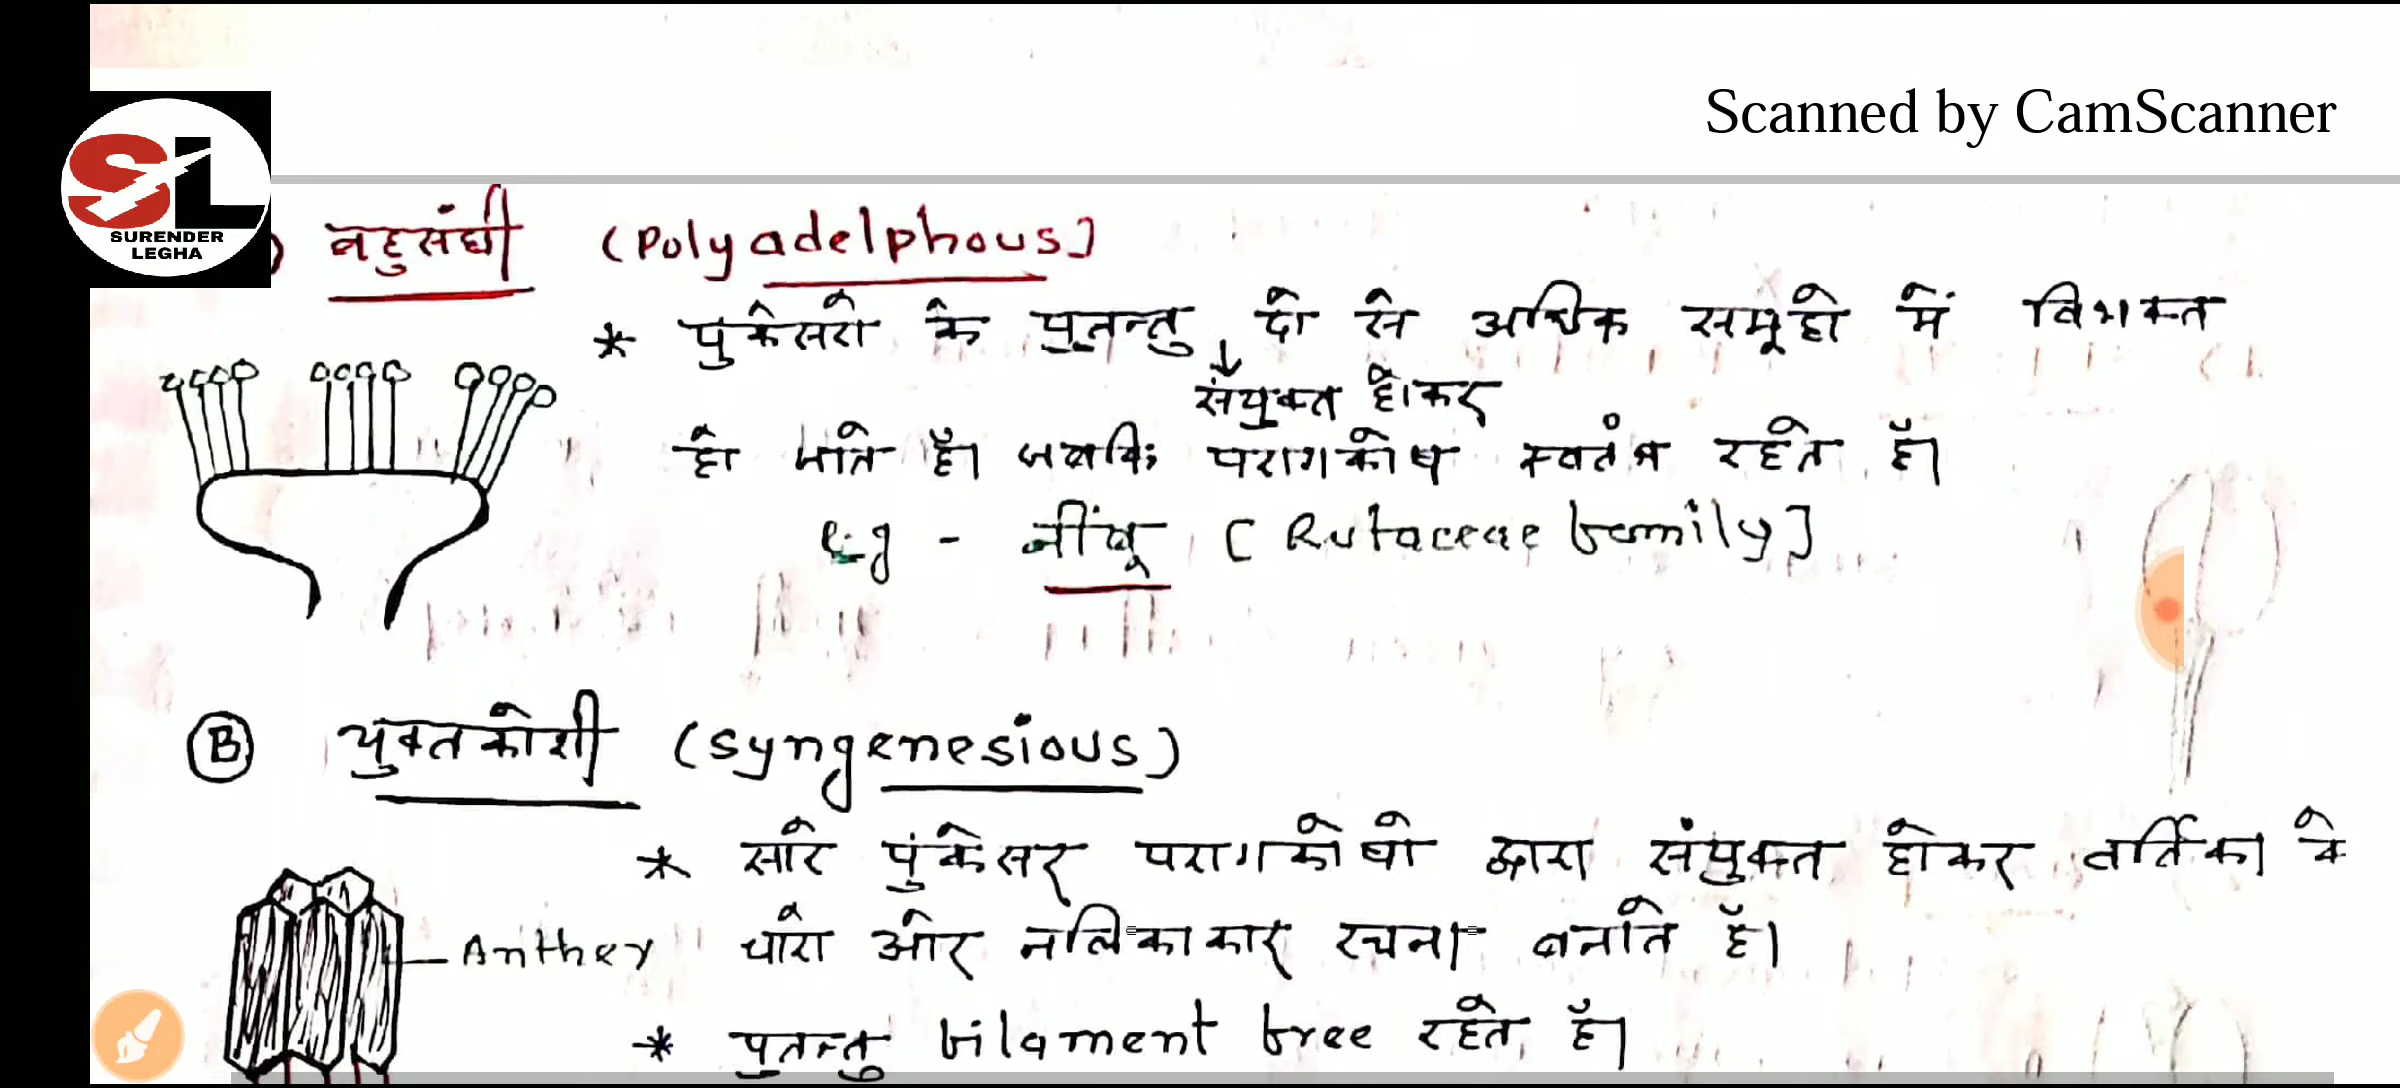 Scanned by CamScanner
SL
SURENDER
LEGHA
) बहुसंघी (Polyadelphous)
* पुंकेसरो के पुतन्तु दो से अधिक समूहो में विभक्त
↓
संयुक्त होकर
हो जाते है। जबकि परागकोष स्वतंत्र रहते हैं।
e.g - नींबू [Rutaceae family]
Ⓑ युक्तकोशी (syngenesious)
* सारे पुंकेसर परागकोषो द्वारा संयुक्त होकर वर्तिका के
Anther चारो ओर नलिकाकार रचना बनाते हैं।
* पुतन्तु filament free रहते हैं।